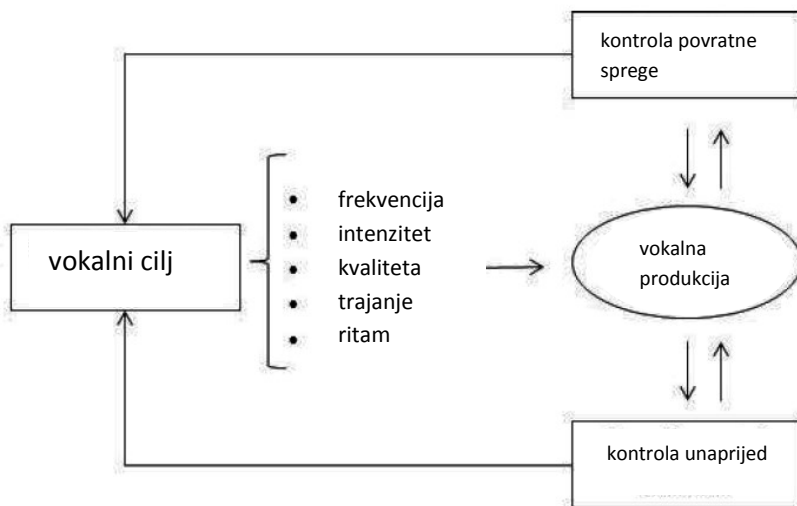 kontrola povratne
sprege
vokalni cilj
• frekvencija
• intenzitet
• kvaliteta
• trajanje
• ritam
vokalna
produkcija
kontrola unaprijed